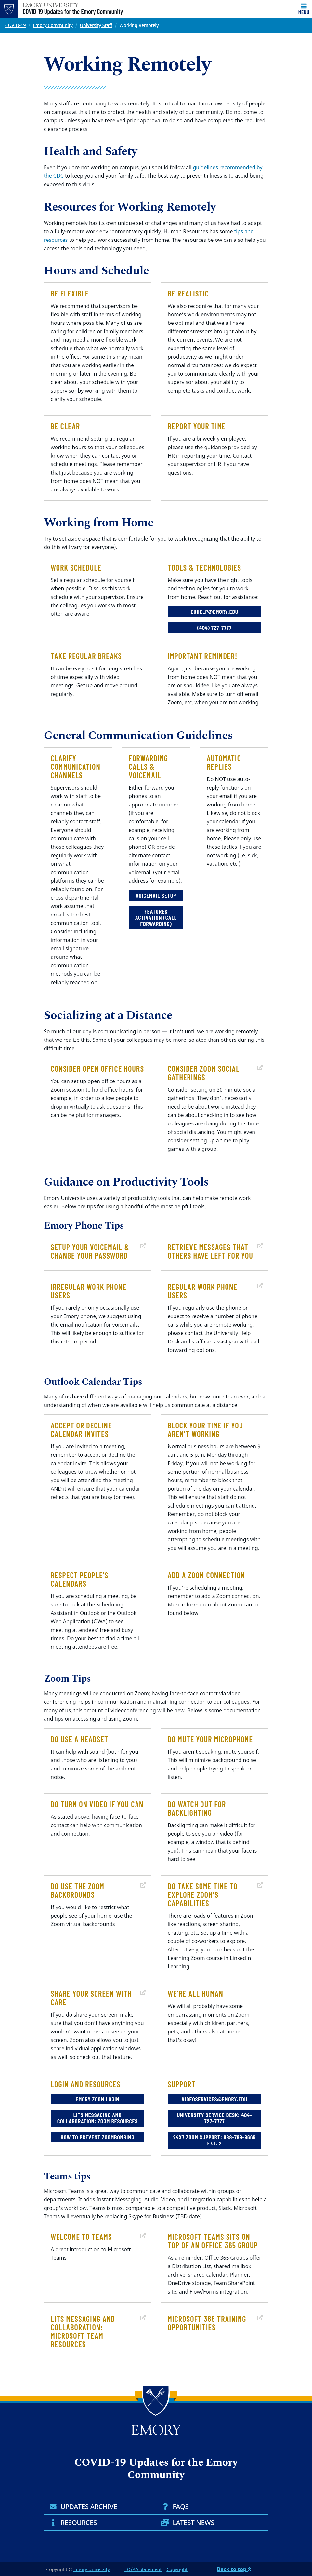 EMORY UNIVERSITY
COVID-19 Updates for the Emory Community
MENU
COVID-19 | Emory Community | University Staff | Working Remotely
Working Remotely
Many staff are continuing to work remotely. It is critical to maintain a low density of people
on campus at this time to protect the health and safety of our community. Do not come to
campus unless you have received prior approval to do so and have completed the required
clearance process.
Health and Safety
Even if you are not working on campus, you should follow all guidelines recommended by
the CDC to keep you and your family safe. The best way to prevent illness is to avoid being
exposed to this virus.
Resources for Working Remotely
Working remotely has its own unique set of challenges and many of us have had to adapt
to a fully-remote work environment very quickly. Human Resources has some tips and
resources to help you work successfully from home. The resources below can also help you
access the tools and technology you need.
Hours and Schedule
BE FLEXIBLE
We recommend that supervisors be
flexible with staff in terms of working
hours where possible. Many of us are
caring for children or family members
and may need a more flexible work
schedule than what we normally work
in the office. For some this may mean
that you are working earlier in the
morning or later in the evening. Be
clear about your schedule with your
supervisor by working with them to
clarify your schedule.
BE REALISTIC
We also recognize that for many your
home's work environments may not
be optimal and that we all have
different stressors brought about by
the current events. We are not
expecting the same level of
productivity as we might under
normal circumstances; we do expect
you to communicate clearly with your
supervisor about your ability to
complete tasks and conduct work.
BE CLEAR
We recommend setting up regular
working hours so that your colleagues
know when they can contact you or
schedule meetings. Please remember
that just because you are working
from home does NOT mean that you
are always available to work.
REPORT YOUR TIME
If you are a bi-weekly employee,
please use the guidance provided by
HR in reporting your time. Contact
your supervisor or HR if you have
questions.
Working from Home
Try to set aside a space that is comfortable for you to work (recognizing that the ability to
do this will vary for everyone).
WORK SCHEDULE
Set a regular schedule for yourself
when possible. Discuss this work
schedule with your supervisor. Ensure
the colleagues you work with most
often are aware.
TOOLS & TECHNOLOGIES
Make sure you have the right tools
and technologies for you to work
from home. Reach out for assistance:
EUHELP@EMORY.EDU
(404) 727-7777
TAKE REGULAR BREAKS
It can be easy to sit for long stretches
of time especially with video
meetings. Get up and move around
regularly.
IMPORTANT REMINDER!
Again, just because you are working
from home does NOT mean that you
are or should feel like you are always
available. Make sure to turn off email,
Zoom, etc. when you are not working.
General Communication Guidelines
CLARIFY
COMMUNICATION
CHANNELS
Supervisors should
work with staff to be
clear on what
channels they can
reliably contact staff.
Everyone should
communicate with
those colleagues they
regularly work with
on what
communication
platforms they can be
reliably found on. For
cross-departmental
work assume that
email is the best
communication tool.
Consider including
information in your
email signature
around what
communication
methods you can be
reliably reached on.
FORWARDING
CALLS &
VOICEMAIL
Either forward your
phones to an
appropriate number
(if you are
comfortable, for
example, receiving
calls on your cell
phone) OR provide
alternate contact
information on your
voicemail (your email
address for example).
VOICEMAIL SETUP
FEATURES
ACTIVATION (CALL
FORWARDING)
AUTOMATIC
REPLIES
Do NOT use auto-
reply functions on
your email if you are
working from home.
Likewise, do not block
your calendar if you
are working from
home. Please only use
these tactics if you are
not working (i.e. sick,
vacation, etc.).
Socializing at a Distance
So much of our day is communicating in person — it isn't until we are working remotely
that we realize this. Some of your colleagues may be more isolated than others during this
difficult time.
CONSIDER OPEN OFFICE HOURS
You can set up open office hours as a
Zoom session to hold office hours, for
example, in order to allow people to
drop in virtually to ask questions. This
can be helpful for managers.
CONSIDER ZOOM SOCIAL
GATHERINGS
Consider setting up 30-minute social
gatherings. They don't necessarily
need to be about work; instead they
can be about checking in to see how
colleagues are doing during this time
of social distancing. You can even
consider setting up a time to play
games with a group.
Guidance on Productivity Tools
Emory University uses a variety of productivity tools that can help make remote work
easier. Below are tips for using a handful of the most helpful tools.
Emory Phone Tips
SETUP YOUR VOICEMAIL &
CHANGE YOUR PASSWORD
RETRIEVE MESSAGES THAT
OTHERS HAVE LEFT FOR YOU
IRREGULAR WORK PHONE
USERS
If you rarely or only occasionally use
your Emory phone, we suggest using
the email notification for voicemails.
This will likely be enough to suffice for
this interim period.
REGULAR WORK PHONE
USERS
If you regularly use the phone or
expect to receive a number of phone
calls while you are remote working,
please contact the University Help
Desk and staff can assist you with call
forwarding options.
Outlook Calendar Tips
Many of us have different ways of managing our calendars, but now more than ever, a clear
understanding of when we are available will help us communicate at a distance.
ACCEPT OR DECLINE
CALENDAR INVITES
If you are invited to a meeting,
remember to accept or decline the
calendar invite. This allows your
colleagues to know whether or not
you will be attending the meeting
AND it will ensure that your calendar
reflects that you are busy (or free).
BLOCK YOUR TIME IF YOU
AREN'T WORKING
Normal business hours are between 9
a.m. and 5 p.m. Monday through
Friday. If you will not be working for
some portion of normal business
hours, remember to block that
portion of the day on your calendar.
This will ensure that staff do not
schedule meetings you can't attend.
Remember, do not block your
calendar just because you are
working from home; people
attempting to schedule meetings with
you will assume you are in a meeting.
RESPECT PEOPLE'S
CALENDARS
If you are scheduling a meeting, be
sure to look at the Scheduling
Assistant in Outlook or the Outlook
Web Application (OWA) to see
meeting attendees' free and busy
times. Do your best to find a time all
meeting attendees are free.
ADD A ZOOM CONNECTION
If you're scheduling a meeting,
remember to add a Zoom connection.
More information about Zoom can be
found below.
Zoom Tips
Many meetings will be conducted on Zoom; having face-to-face contact via video
conferencing helps in communication and maintaining connection to our colleagues. For
many of us, this amount of videoconferencing will be new. Below is some documentation
and tips on accessing and using Zoom.
DO USE A HEADSET
It can help with sound (both for you
and those who are listening to you)
and minimize some of the ambient
noise.
DO MUTE YOUR MICROPHONE
If you aren't speaking, mute yourself.
This will minimize background noise
and help people trying to speak or
listen.
DO TURN ON VIDEO IF YOU CAN
As stated above, having face-to-face
contact can help with communication
and connection.
DO WATCH OUT FOR
BACKLIGHTING
Backlighting can make it difficult for
people to see you on video (for
example, a window that is behind
you). This can mean that your face is
hard to see.
DO USE THE ZOOM
BACKGROUNDS
If you would like to restrict what
people see of your home; use the
Zoom virtual backgrounds
DO TAKE SOME TIME TO
EXPLORE ZOOM'S
CAPABILITIES
There are loads of features in Zoom
like reactions, screen sharing,
chatting, etc. Set up a time with a
couple of co-workers to explore.
Alternatively, you can check out the
Learning Zoom course in LinkedIn
Learning.
SHARE YOUR SCREEN WITH
CARE
If you do share your screen, make
sure that you don't have anything you
wouldn't want others to see on your
screen. Zoom also allows you to just
share individual application windows
as well, so check out that feature.
WE'RE ALL HUMAN
We will all probably have some
embarrassing moments on Zoom
especially with children, partners,
pets, and others also at home —
that's okay!
LOGIN AND RESOURCES
EMORY ZOOM LOGIN
LITS MESSAGING AND
COLLABORATION: ZOOM RESOURCES
HOW TO PREVENT ZOOMBOMBING
SUPPORT
VIDEOSERVICES@EMORY.EDU
UNIVERSITY SERVICE DESK: 404-
727-7777
24X7 ZOOM SUPPORT: 888-799-9666
EXT. 2
Teams tips
Microsoft Teams is a great way to communicate and collaborate within groups or
departments. It adds Instant Messaging, Audio, Video, and integration capabilities to help a
group's workflow. Teams is most comparable to a competitive product, Slack. Microsoft
Teams will eventually be replacing Skype for Business (TBD date).
WELCOME TO TEAMS
A great introduction to Microsoft
Teams
MICROSOFT TEAMS SITS ON
TOP OF AN OFFICE 365 GROUP
As a reminder, Office 365 Groups offer
a Distribution List, shared mailbox
archive, shared calendar, Planner,
OneDrive storage, Team SharePoint
site, and Flow/Forms integration.
LITS MESSAGING AND
COLLABORATION:
MICROSOFT TEAM
RESOURCES
MICROSOFT 365 TRAINING
OPPORTUNITIES
EMORY
COVID-19 Updates for the Emory
Community
UPDATES ARCHIVE
FAQS
RESOURCES
LATEST NEWS
Copyright © Emory University
EO/AA Statement | Copyright
Back to top